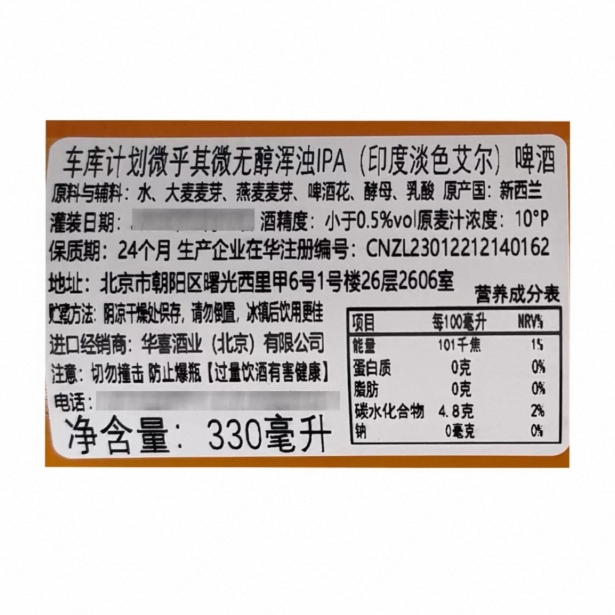 车库计划微乎其微无醇浑浊IPA（印度淡色艾尔）啤酒
原料与辅料：水、大麦麦芽、燕麦麦芽、啤酒花、酵母、乳酸 原产国：新西兰
灌装日期： 酒精度：小于0.5%vol原麦汁浓度：10°P
保质期：24个月 生产企业在华注册编号：CNZL23012212140162
地址：北京市朝阳区曙光西里甲6号1号楼26层2606室
贮藏方法：阴凉干燥处保存，请勿倒置，冰镇后饮用更佳
进口经销商：华喜酒业（北京）有限公司
注意：切勿撞击 防止爆瓶【过量饮酒有害健康】
电话：
净含量：330毫升
营养成分表
项目 每100毫升 NRV%
能量 101千焦 1%
蛋白质 0克 0%
脂肪 0克 0%
碳水化合物 4.8克 2%
钠 0毫克 0%